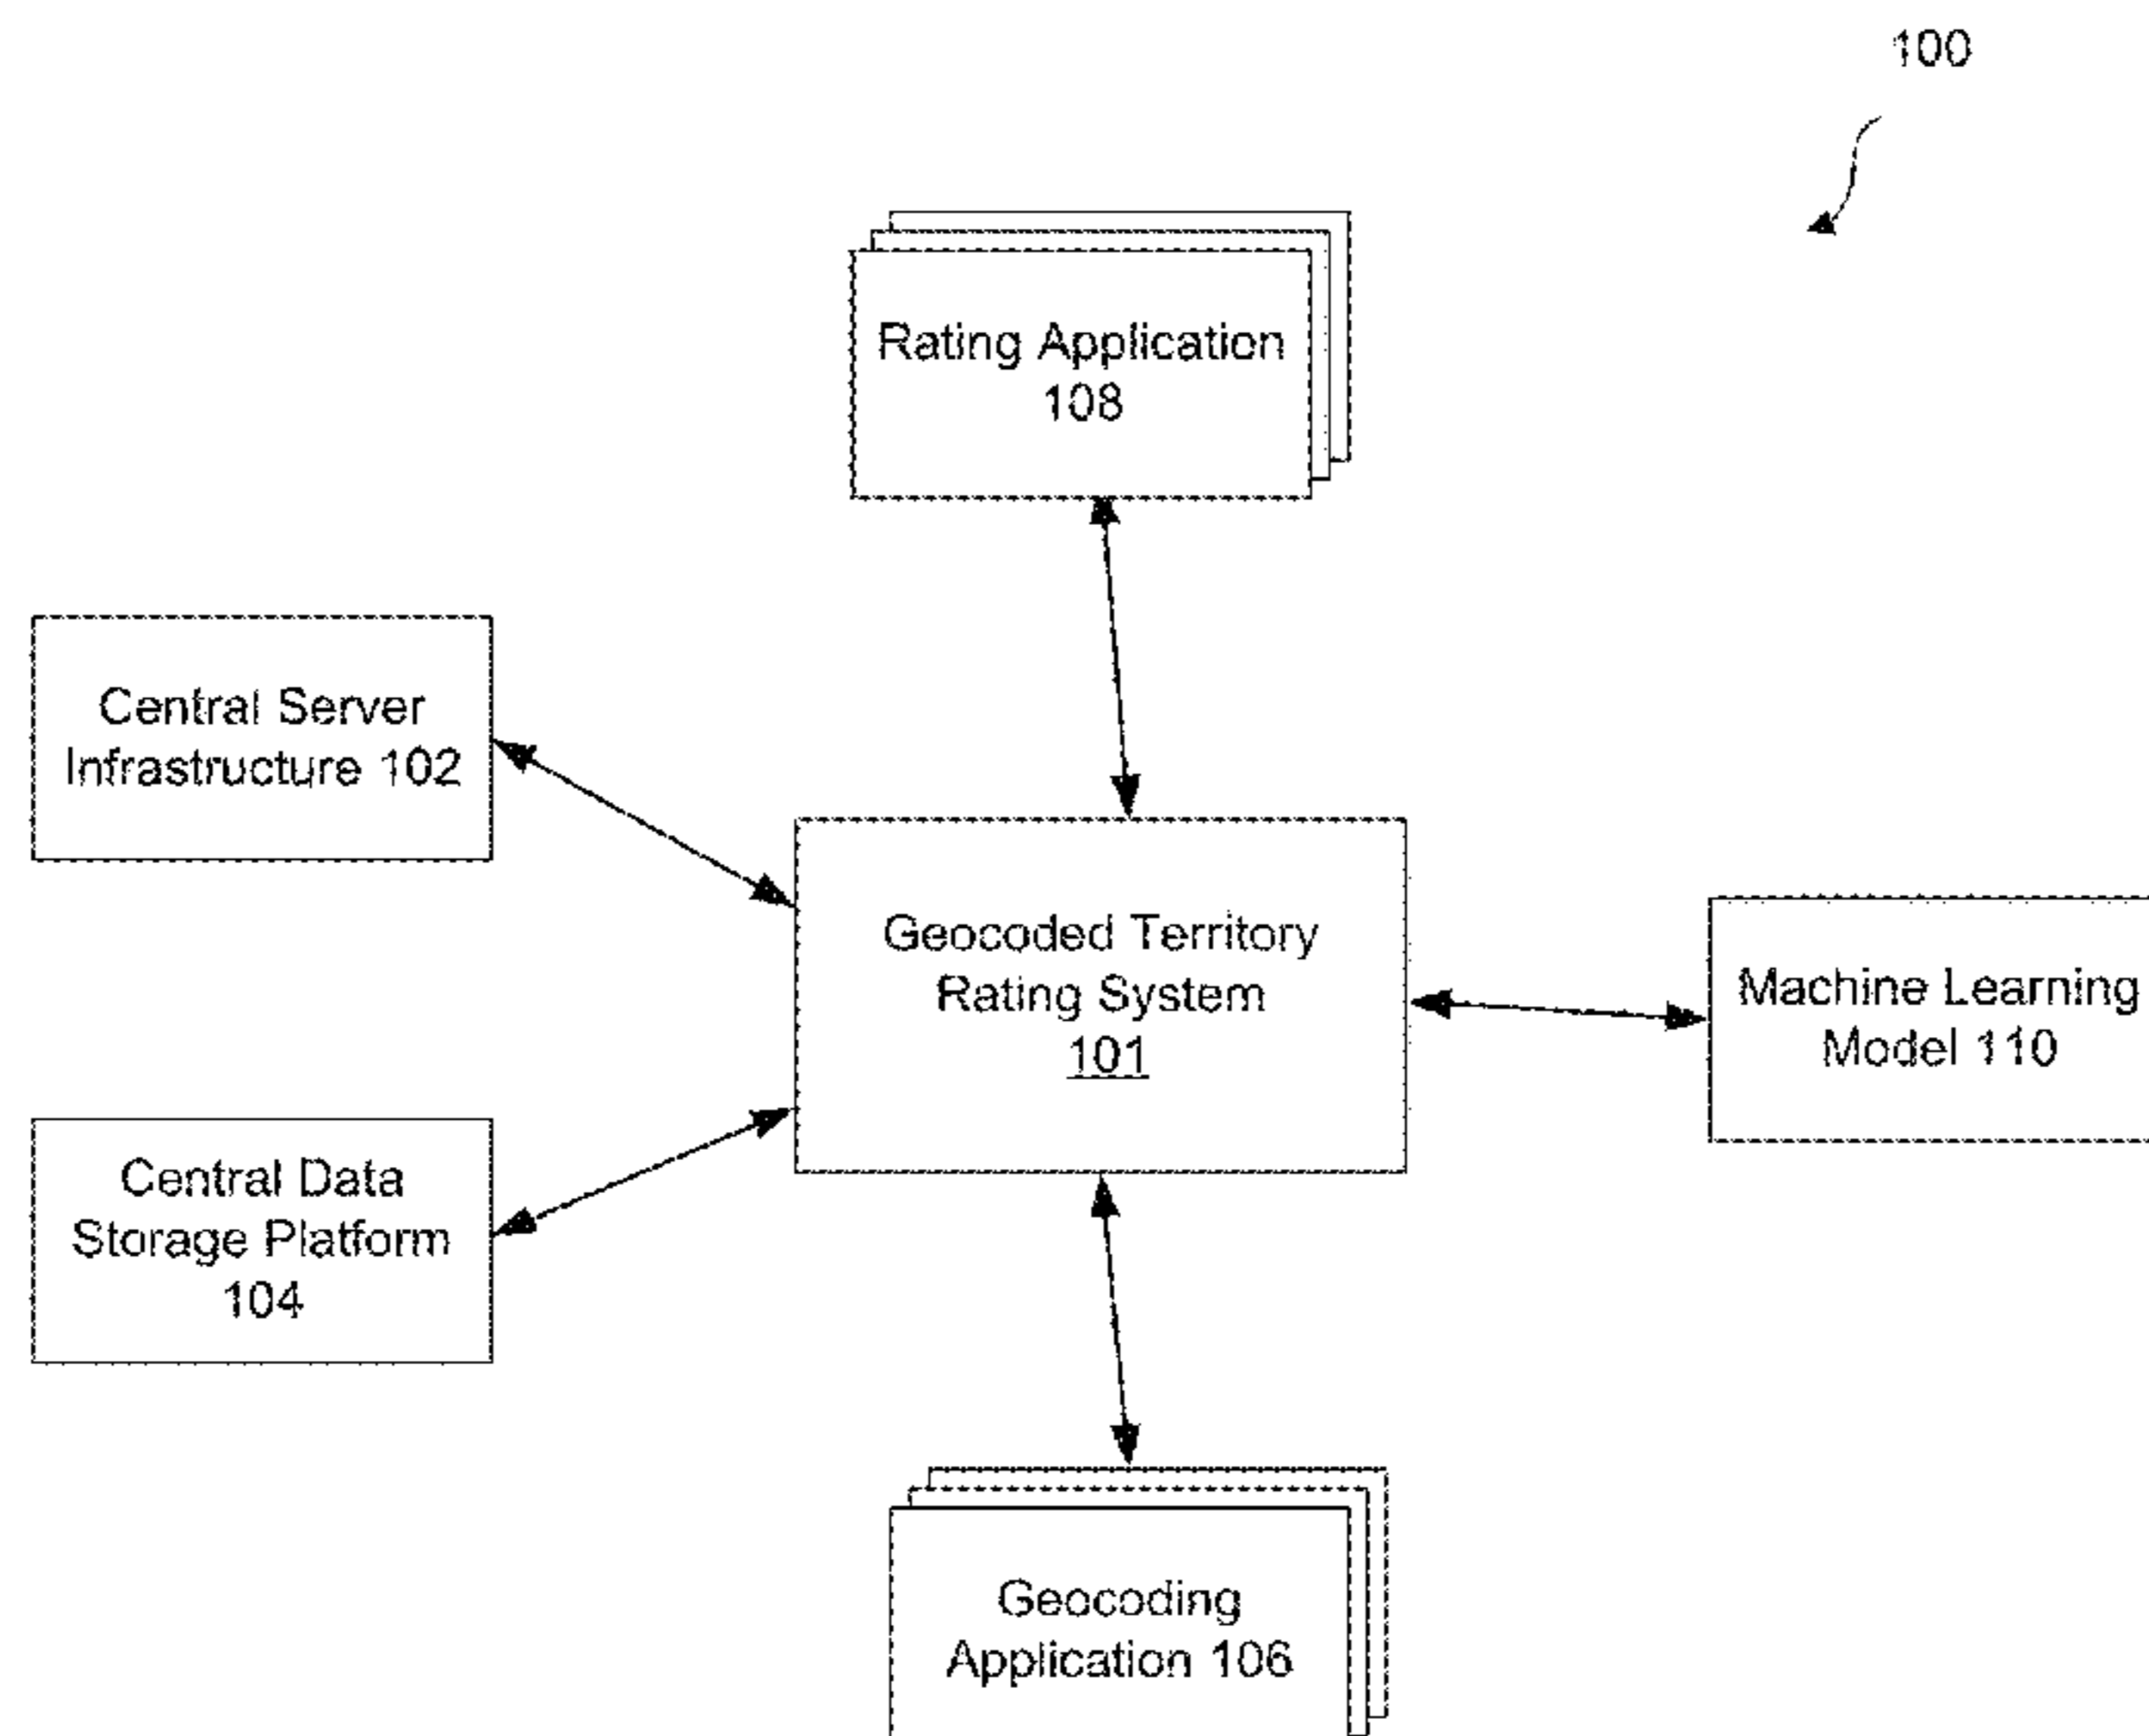 100
Rating Application
108
Central Server
Infrastructure 102
Geocoded Territory
Rating System
101
Machine Learning
Model 110
Central Data
Storage Platform
104
Geocoding
Application 106